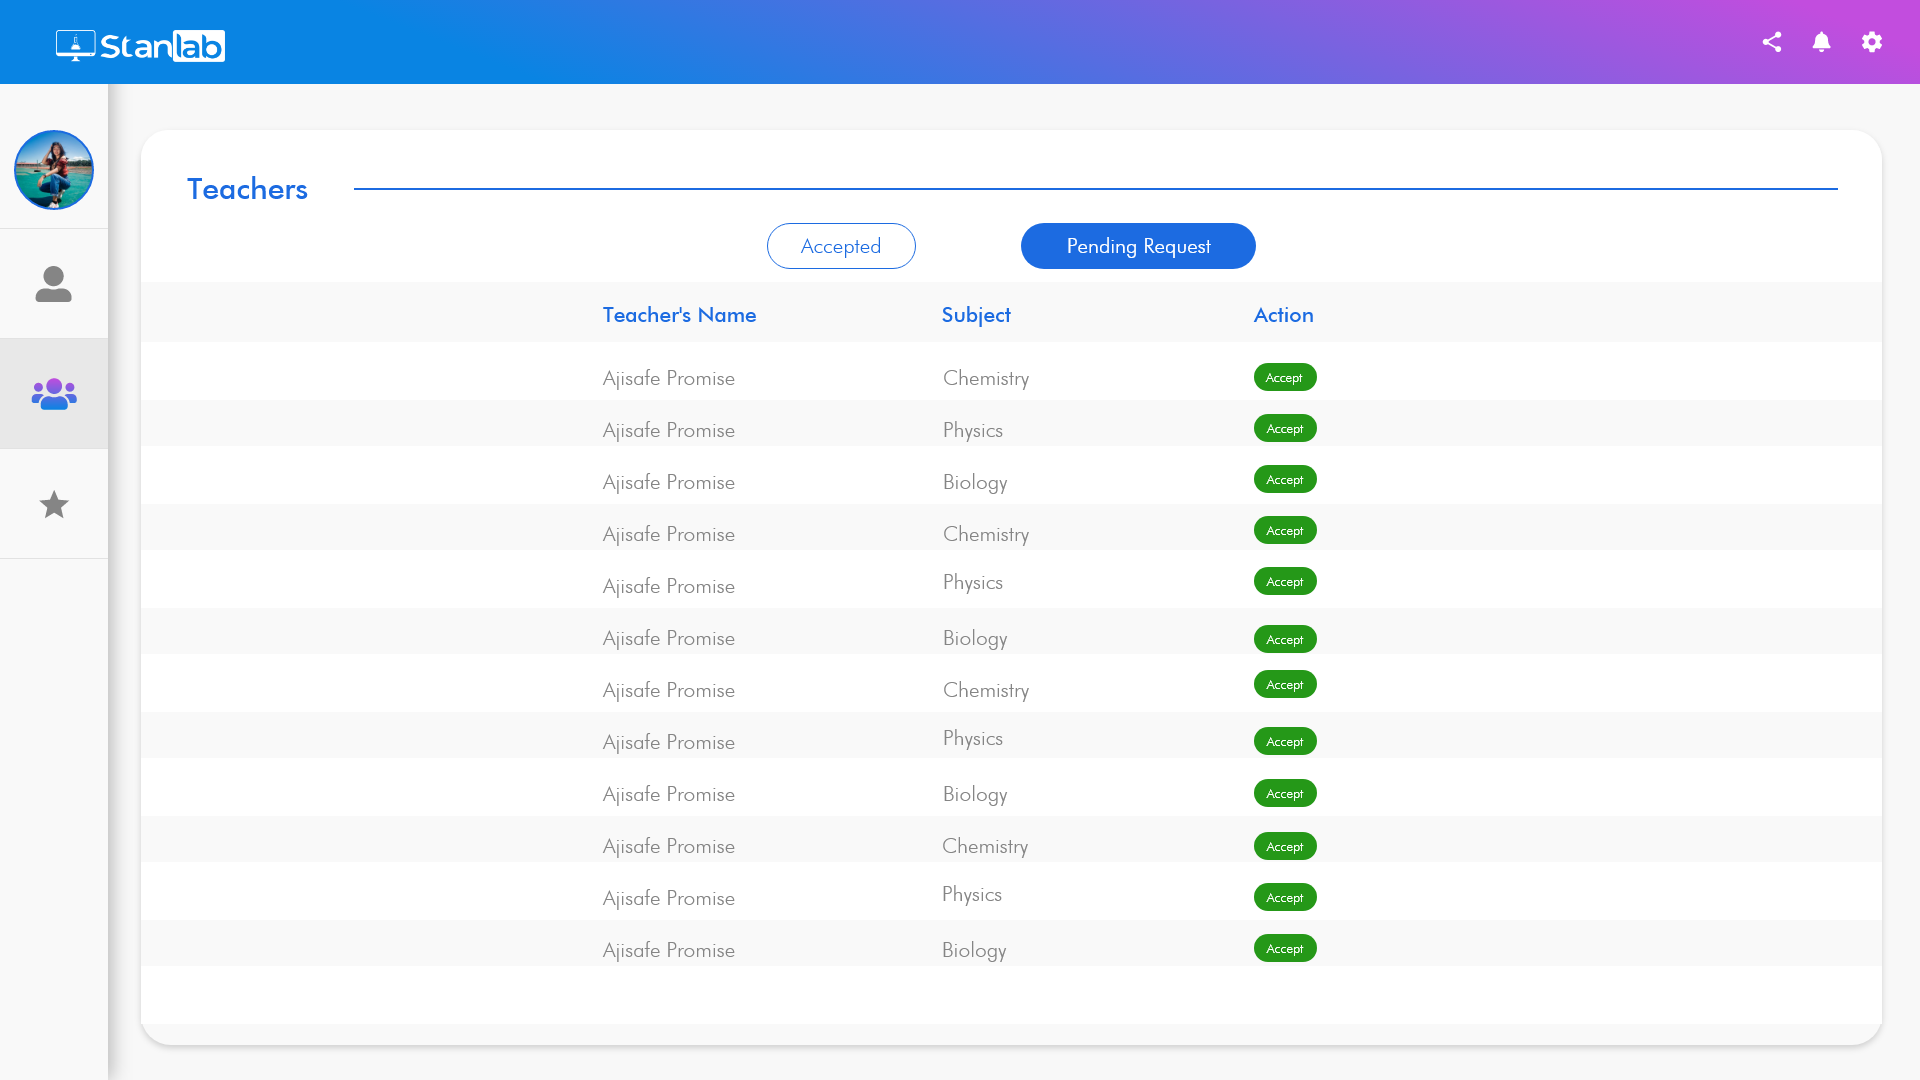 Stanlab
Teachers
Accepted Pending Request
Teacher's Name Subject Action
Ajisafe Promise Chemistry Accept
Ajisafe Promise Physics Accept
Ajisafe Promise Biology Accept
Ajisafe Promise Chemistry Accept
Ajisafe Promise Physics Accept
Ajisafe Promise Biology Accept
Ajisafe Promise Chemistry Accept
Ajisafe Promise Physics Accept
Ajisafe Promise Biology Accept
Ajisafe Promise Chemistry Accept
Ajisafe Promise Physics Accept
Ajisafe Promise Biology Accept